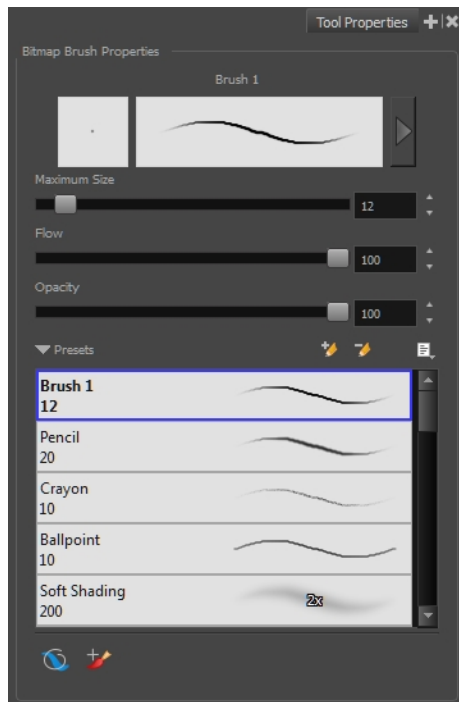 Tool Properties
Bitmap Brush Properties
Brush 1
Maximum Size
12
Flow
100
Opacity
100
Presets
Brush 1
12
Pencil
20
Crayon
10
Ballpoint
10
Soft Shading
200
2x